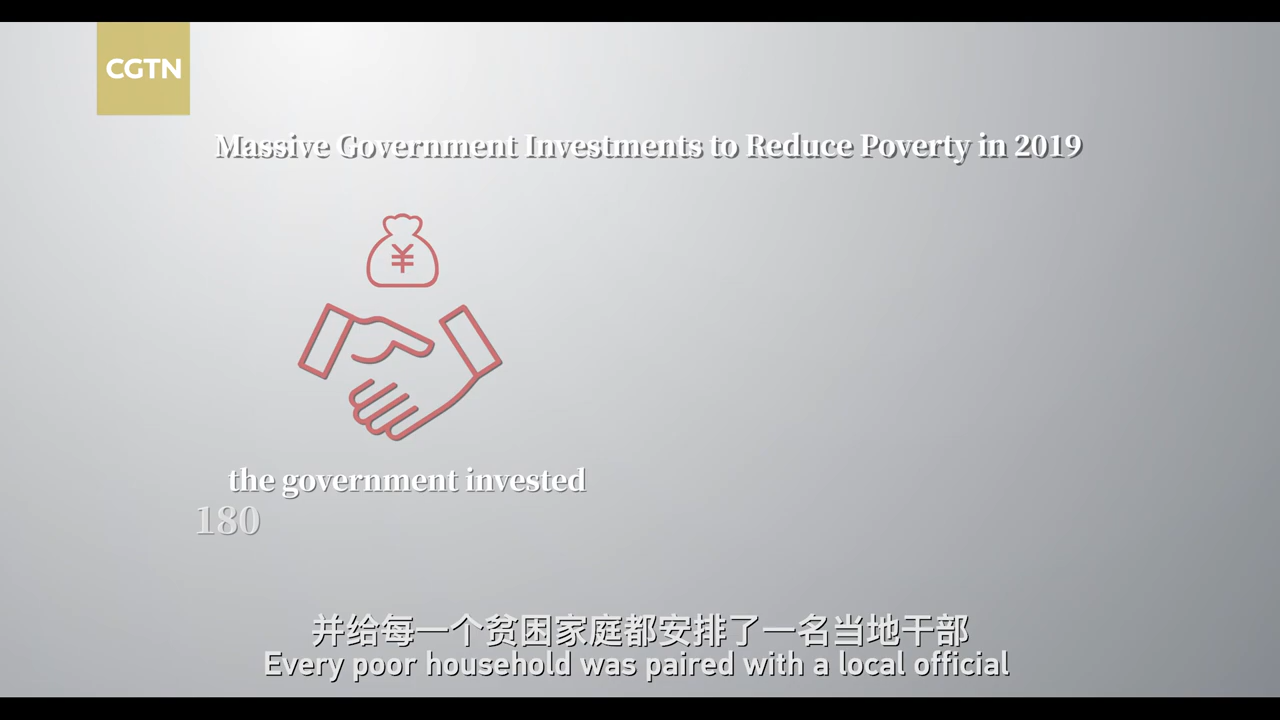 CGTN
Massive Government Investments to Reduce Poverty in 2019
¥
the government invested
180
并给每一个贫困家庭都安排了一名当地干部
Every poor household was paired with a local official